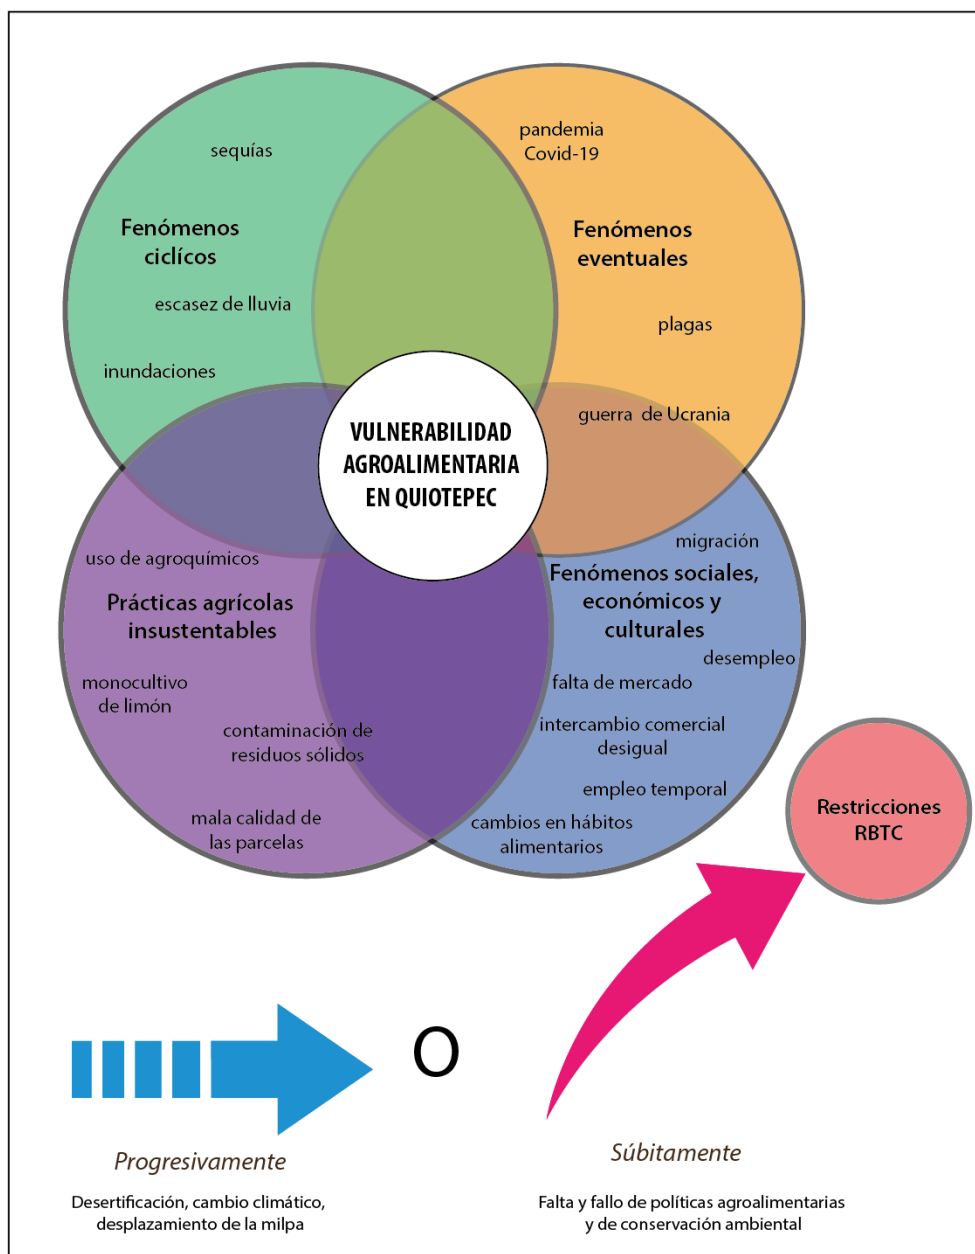 sequías
Fenómenos
ciclícos
escasez de lluvia
inundaciones
pandemia
Covid-19
Fenómenos
eventuales
plagas
guerra de Ucrania
VULNERABILIDAD
AGROALIMENTARIA
EN QUIOTEPEC
uso de agroquímicos
Prácticas agrícolas
insustentables
monocultivo
de limón
contaminación de
residuos sólidos
mala calidad de
las parcelas
migración
Fenómenos sociales,
económicos y
culturales
desempleo
falta de mercado
intercambio comercial
desigual
empleo temporal
cambios en hábitos
alimentarios
Restricciones
RBTC
O
Progresivamente
Desertificación, cambio climático,
desplazamiento de la milpa
Súbitamente
Falta y fallo de políticas agroalimentarias
y de conservación ambiental